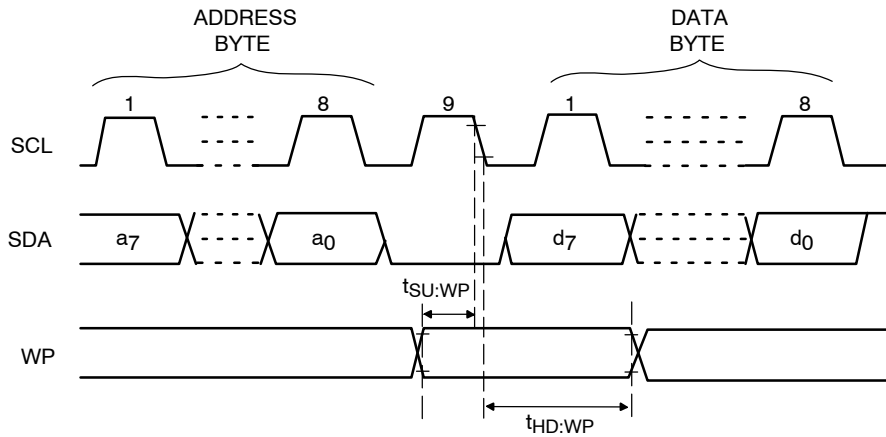 ADDRESS
BYTE
DATA
BYTE
1 8 9 1 8
SCL
SDA a7 a0 d7 d0
tSU:WP
WP
tHD:WP